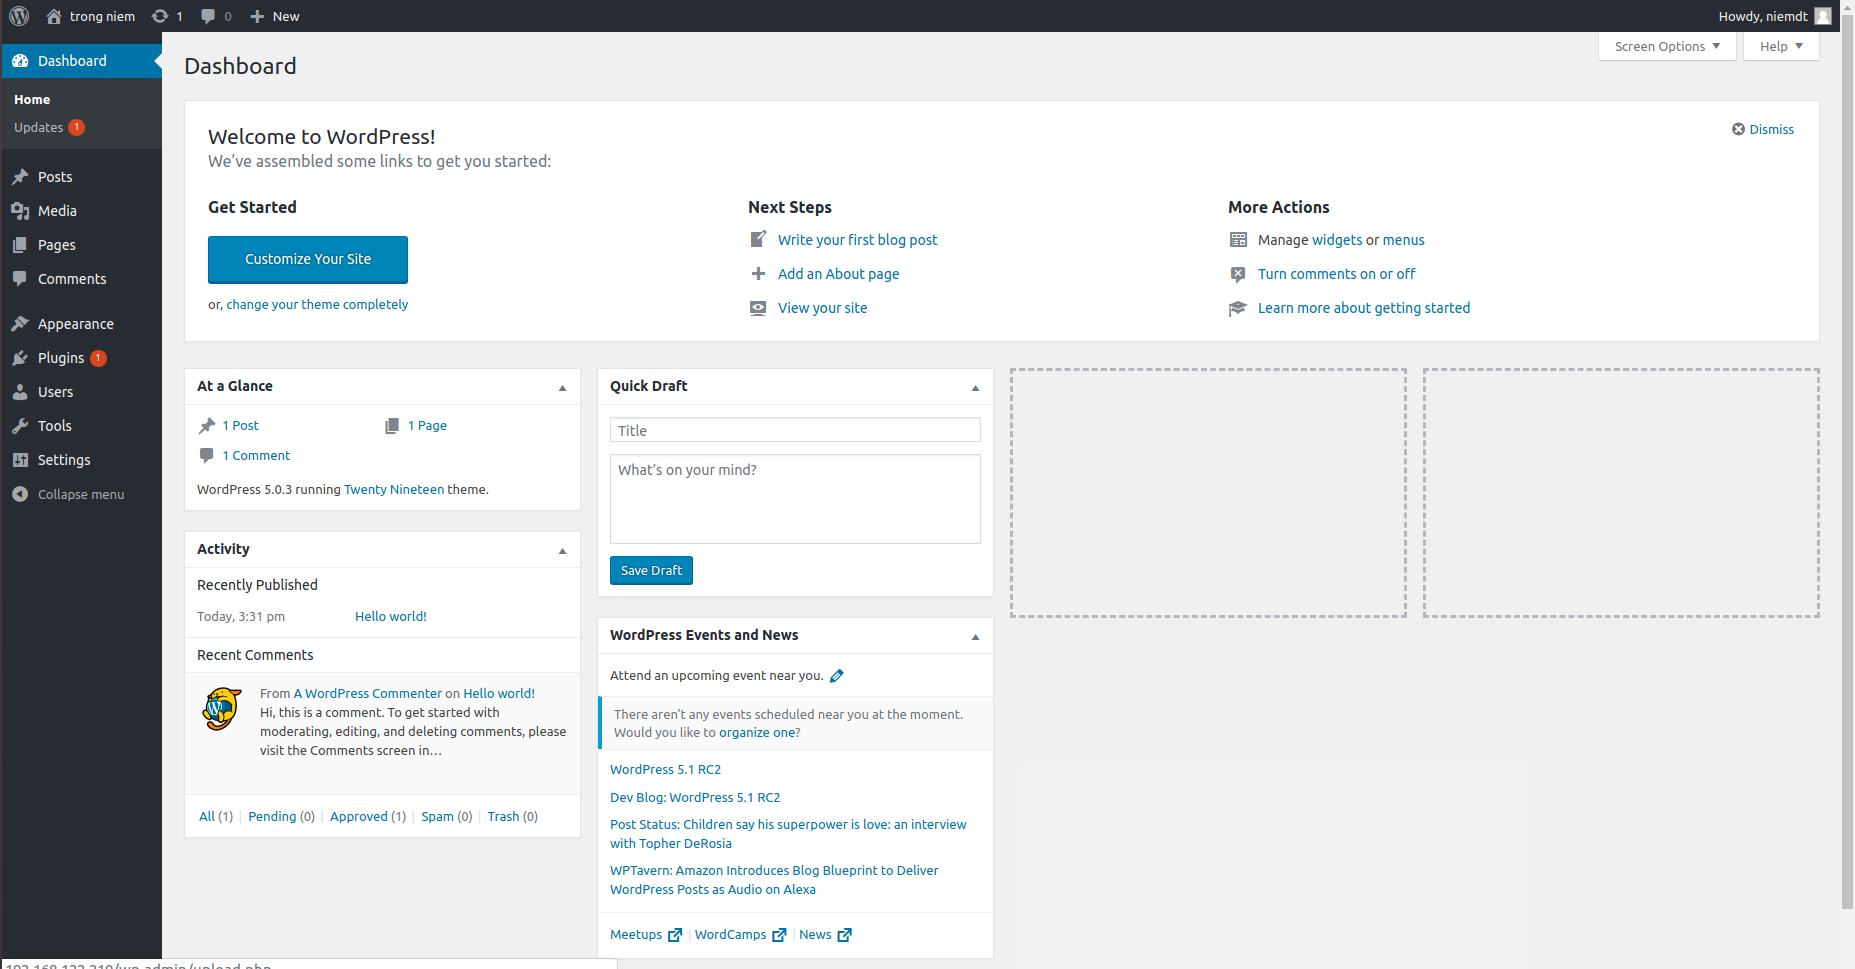 trong niem 1 0 New Howdy, niemdt
Screen Options Help
Dashboard
Home
Updates 1
Posts
Media
Pages
Comments
Appearance
Plugins 1
Users
Tools
Settings
Collapse menu
Dashboard
Welcome to WordPress!
We've assembled some links to get you started:
Dismiss
Get Started
Customize Your Site
or, change your theme completely
Next Steps
Write your first blog post
Add an About page
View your site
More Actions
Manage widgets or menus
Turn comments on or off
Learn more about getting started
At a Glance
1 Post 1 Page
1 Comment
WordPress 5.0.3 running Twenty Nineteen theme.
Activity
Recently Published
Today, 3:31 pm Hello world!
Recent Comments
From A WordPress Commenter on Hello world!
Hi, this is a comment. To get started with
moderating, editing, and deleting comments, please
visit the Comments screen in…
All (1) | Pending (0) | Approved (1) | Spam (0) | Trash (0)
Quick Draft
Title
What's on your mind?
Save Draft
WordPress Events and News
Attend an upcoming event near you.
There aren't any events scheduled near you at the moment.
Would you like to organize one?
WordPress 5.1 RC2
Dev Blog: WordPress 5.1 RC2
Post Status: Children say his superpower is love: an interview
with Topher DeRosia
WPTavern: Amazon Introduces Blog Blueprint to Deliver
WordPress Posts as Audio on Alexa
Meetups | WordCamps | News